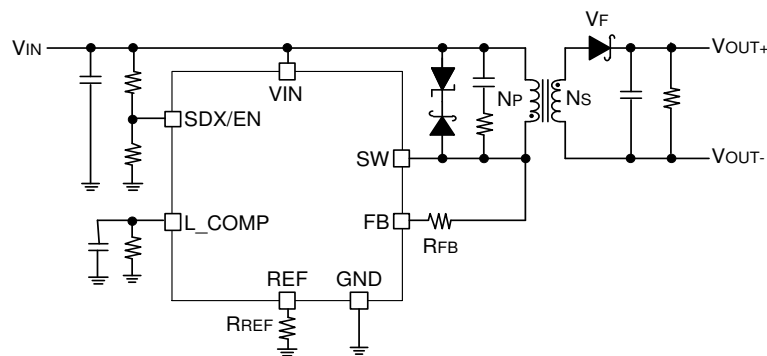 VF
VIN
VOUT+
VIN
NP
NS
SDX/EN
SW
VOUT-
L_COMP
FB
RFB
REF
GND
RREF